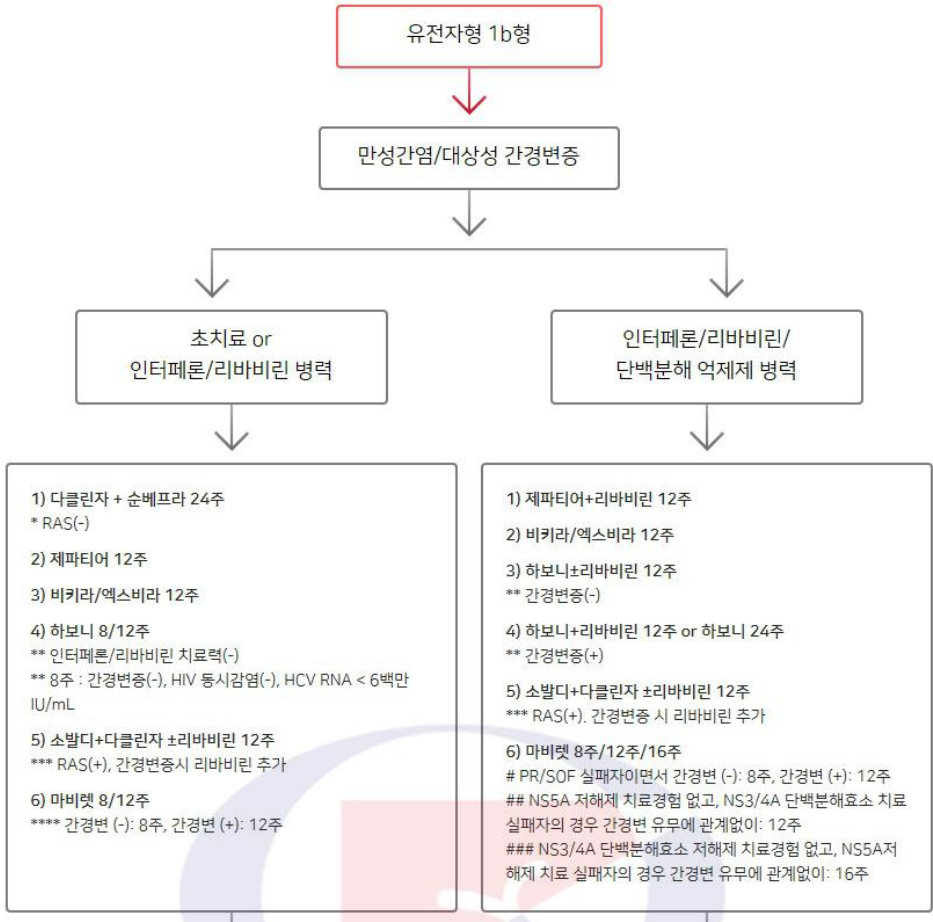 유전자형 1b형
만성간염/대상성 간경변증
초치료 or
인터페론/리바비린 병력
인터페론/리바비린/
단백분해 억제제 병력
1) 다클린자 + 순베프라 24주
* RAS(-)
2) 제파티어 12주
3) 비키라/엑스비라 12주
4) 하보니 8/12주
** 인터페론/리바비린 치료력(-)
** 8주 : 간경변증(-), HIV 동시감염(-), HCV RNA < 6백만
IU/mL
5) 소발디+다클린자 ±리바비린 12주
*** RAS(+), 간경변증시 리바비린 추가
6) 마비렛 8/12주
**** 간경변 (-): 8주, 간경변 (+): 12주
1) 제파티어+리바비린 12주
2) 비키라/엑스비라 12주
3) 하보니±리바비린 12주
** 간경변증(-)
4) 하보니+리바비린 12주 or 하보니 24주
** 간경변증(+)
5) 소발디+다클린자 ±리바비린 12주
*** RAS(+). 간경변증 시 리바비린 추가
6) 마비렛 8주/12주/16주
# PR/SOF 실패자이면서 간경변 (-): 8주, 간경변 (+): 12주
## NS5A 저해제 치료경험 없고, NS3/4A 단백분해효소 치료
실패자의 경우 간경변 유무에 관계없이: 12주
### NS3/4A 단백분해효소 저해제 치료경험 없고, NS5A저
해제 치료 실패자의 경우 간경변 유무에 관계없이: 16주